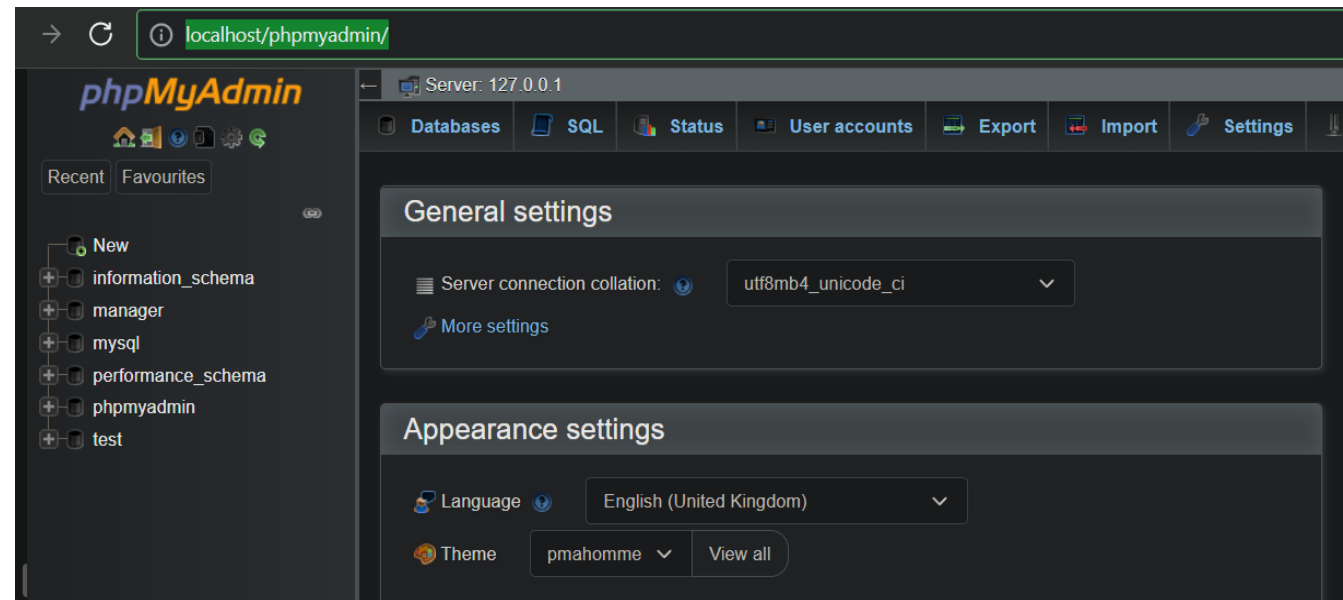 localhost/phpmyadmin/
phpMyAdmin
Recent Favourites
New
information_schema
manager
mysql
performance_schema
phpmyadmin
test
Server: 127.0.0.1
Databases SQL Status User accounts Export Import Settings
General settings
Server connection collation: utf8mb4_unicode_ci
More settings
Appearance settings
Language English (United Kingdom)
Theme pmahomme View all